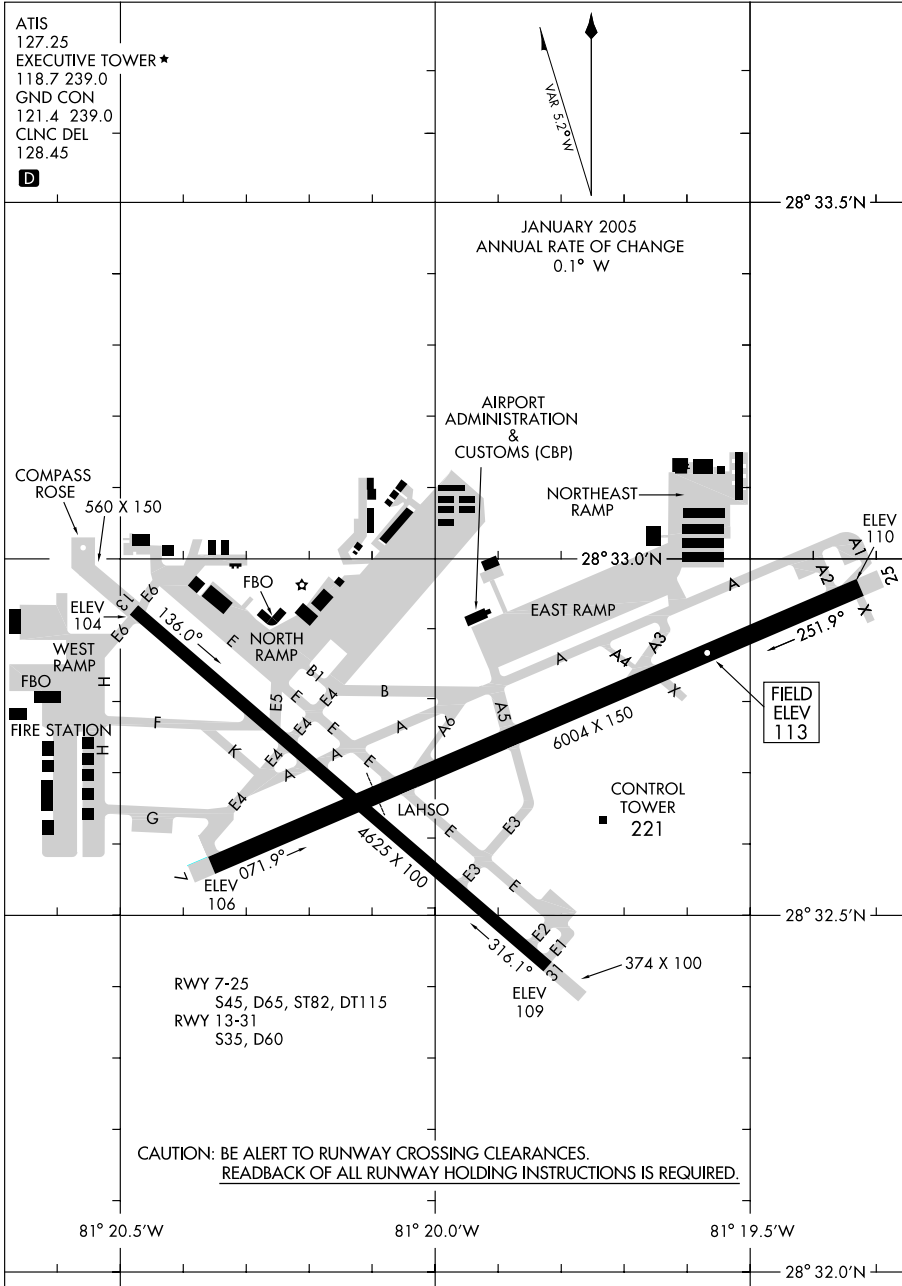 ATIS
127.25
EXECUTIVE TOWER ★
118.7 239.0
GND CON
121.4 239.0
CLNC DEL
128.45
D
VAR 5.2° W
28° 33.5'N
JANUARY 2005
ANNUAL RATE OF CHANGE
0.1° W
AIRPORT
ADMINISTRATION
&
CUSTOMS (CBP)
COMPASS
ROSE
560 X 150
NORTHEAST
RAMP
ELEV
110
28° 33.0'N
A1
A2
25
X
A
FBO
EAST RAMP
ELEV
104
13
E6
E6
136.0°
E
NORTH
RAMP
WEST
RAMP
FBO
H
B1
E4
B
E
E5
A
A4
A3
X
251.9°
FIELD
ELEV
113
FIRE STATION
H
F
K
E4
E
A
A6
A5
6004 X 150
E4
A
A
E
E4
G
LAHSO
CONTROL
TOWER
221
E
E3
4625 X 100
7
071.9°
ELEV
106
E3
E
28° 32.5'N
E2
E1
316.1°
31
374 X 100
ELEV
109
RWY 7-25
S45, D65, ST82, DT115
RWY 13-31
S35, D60
CAUTION: BE ALERT TO RUNWAY CROSSING CLEARANCES.
READBACK OF ALL RUNWAY HOLDING INSTRUCTIONS IS REQUIRED.
81° 20.5'W
81° 20.0'W
81° 19.5'W
28° 32.0'N